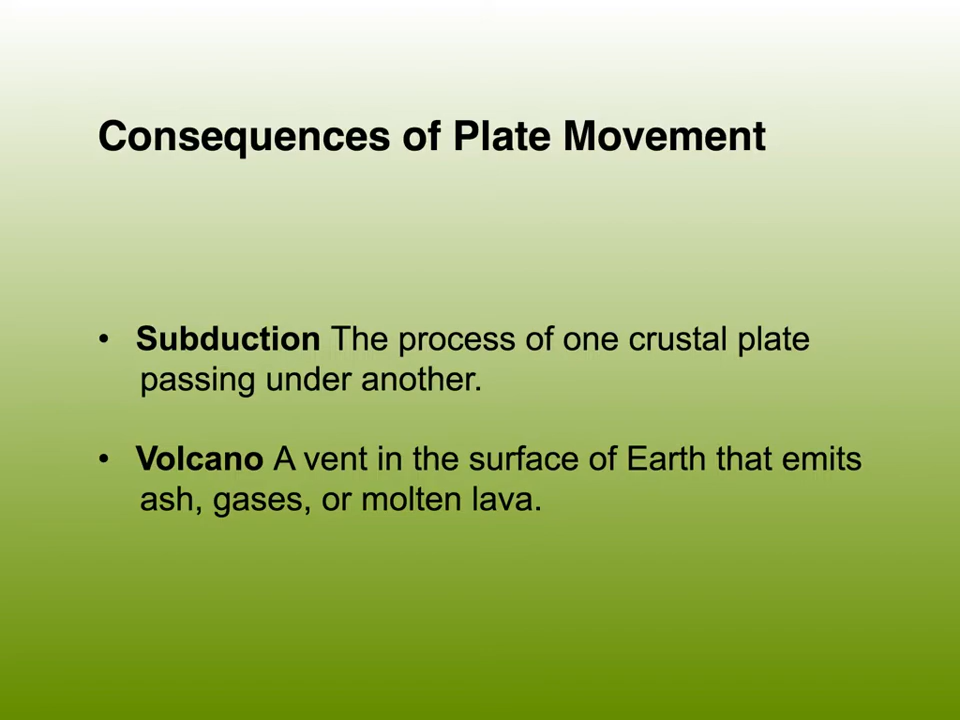 Consequences of Plate Movement
• Subduction The process of one crustal plate
passing under another.
• Volcano A vent in the surface of Earth that emits
ash, gases, or molten lava.